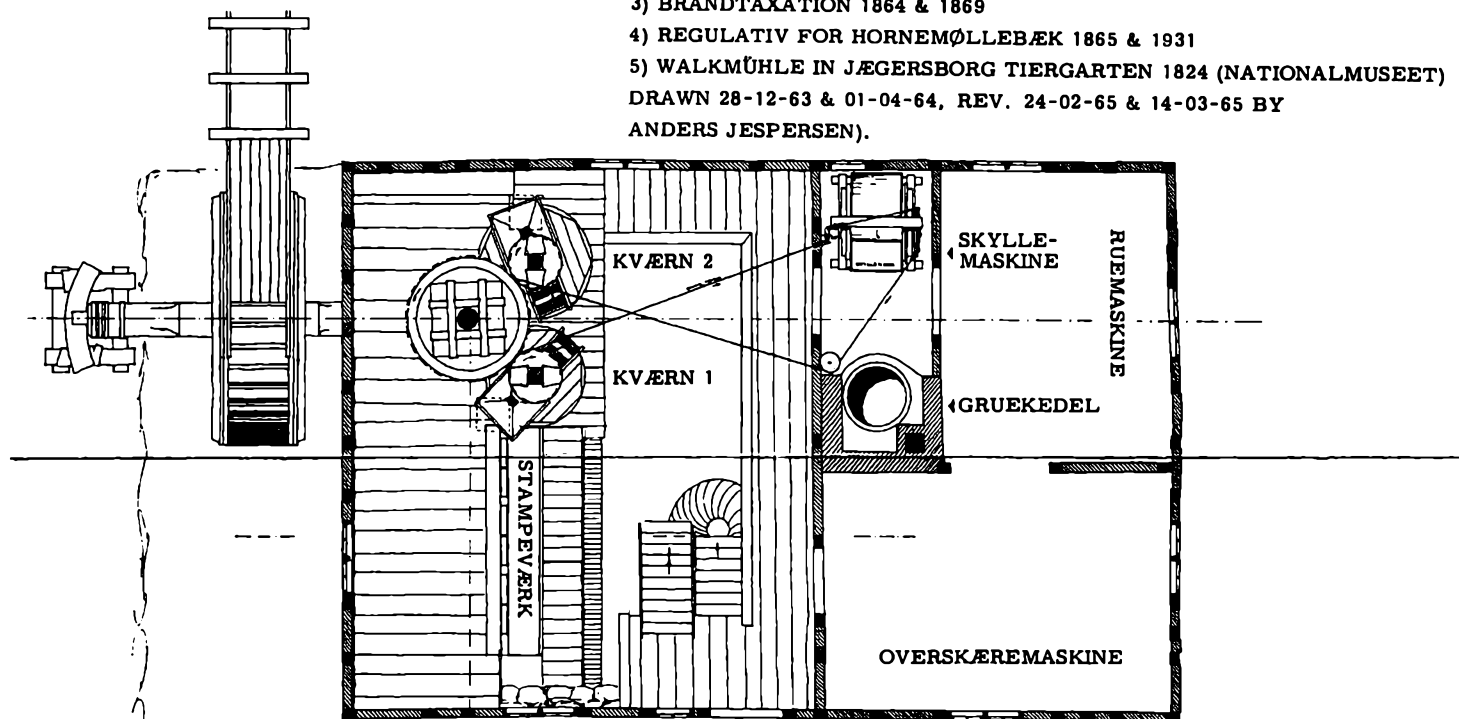 3) BRANDTAXATION 1864 & 1869
4) REGULATIV FOR HORNEMØLLEBÆK 1865 & 1931
5) WALKMÜHLE IN JÆGERSBORG TIERGARTEN 1824 (NATIONALMUSEET)
DRAWN 28-12-63 & 01-04-64, REV. 24-02-65 & 14-03-65 BY
ANDERS JESPERSEN).
KVÆRN 2
SKYLLE-
MASKINE
RUEMASKINE
KVÆRN 1
GRUEKEDEL
STAMPEVÆRK
OVERSKÆREMASKINE